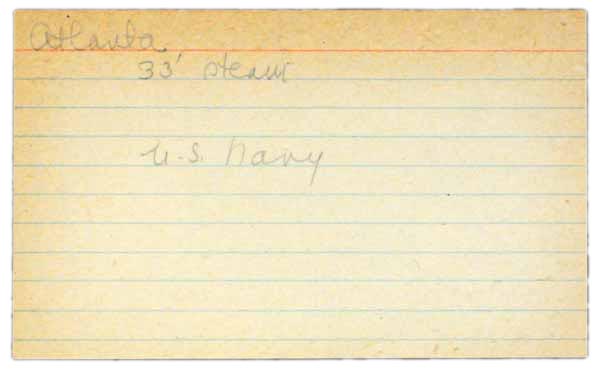 Atlanta
33' steam
U.S. Navy